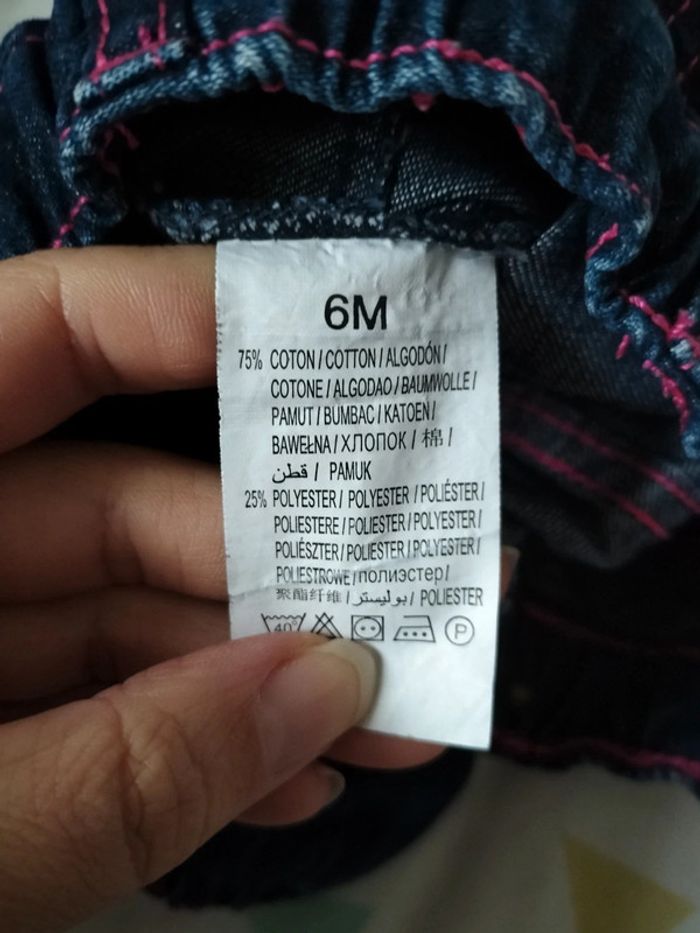 6M
75% COTON / COTTON / ALGODÓN /
COTONE / ALGODAO / BAUMWOLLE /
PAMUT / BUMBAC / KATOEN /
BAWEŁNA / ХЛОПОК / 棉 /
قطن / PAMUK
25% POLYESTER / POLYESTER / POLIÉSTER /
POLIESTERE / POLIESTER / POLYESTER /
POLIÉSZTER / POLIESTER / POLYESTER /
POLIESTROWE / полиэстер /
聚酯纤维 / بوليستر / POLIESTER
40° P